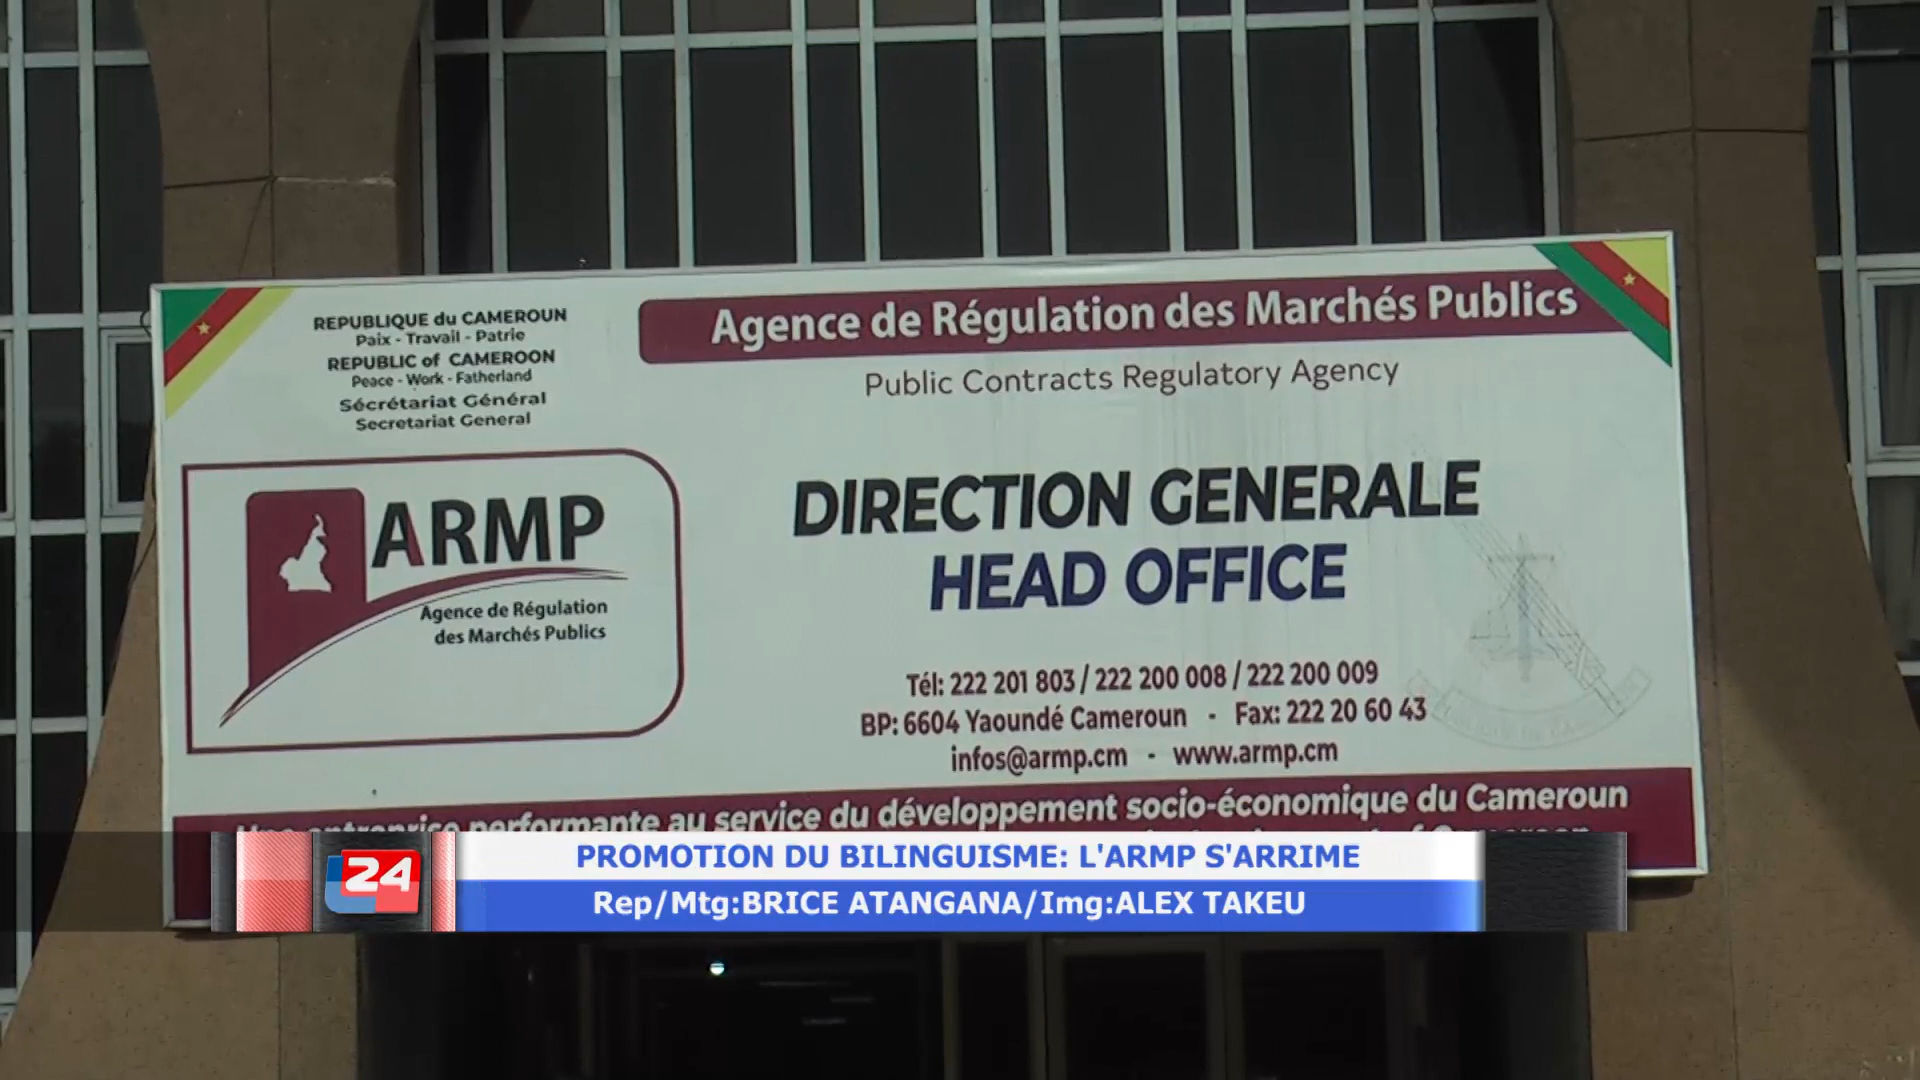 REPUBLIQUE du CAMEROUN
Paix - Travail - Patrie
REPUBLIC of CAMEROON
Peace - Work - Fatherland
Sécrétariat Général
Secretariat General
Agence de Régulation des Marchés Publics
Public Contracts Regulatory Agency
ARMP
Agence de Régulation
des Marchés Publics
DIRECTION GENERALE
HEAD OFFICE
Tél: 222 201 803 / 222 200 008 / 222 200 009
BP: 6604 Yaoundé Cameroun - Fax: 222 20 60 43
infos@armp.cm - www.armp.cm
Une entreprise performante au service du développement socio-économique du Cameroun
24
PROMOTION DU BILINGUISME: L'ARMP S'ARRIME
Rep/Mtg:BRICE ATANGANA/Img:ALEX TAKEU